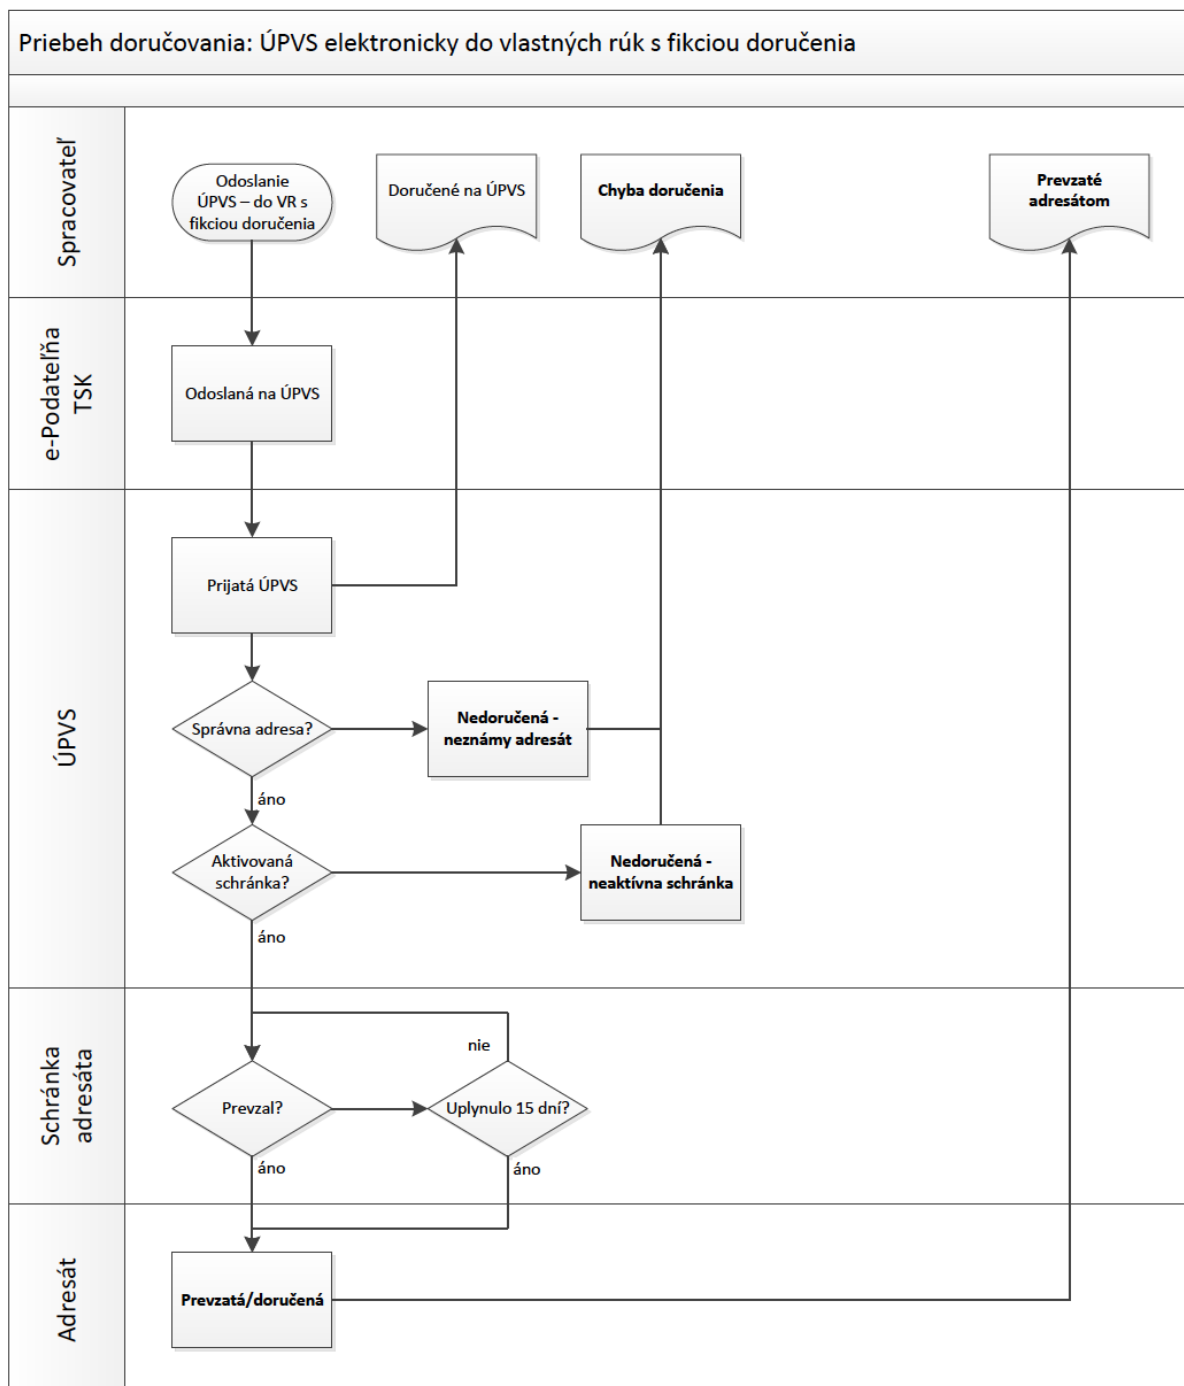 Priebeh doručovania: ÚPVS elektronicky do vlastných rúk s fikciou doručenia
Spracovateľ
Odoslanie
ÚPVS – do VR s
fikciou doručenia
Doručené na ÚPVS
Chyba doručenia
Prevzaté
adresátom
e-Podateľňa
TSK
Odoslaná na ÚPVS
ÚPVS
Prijatá ÚPVS
Správna adresa?
Nedoručená -
neznámy adresát
áno
Aktivovaná
schránka?
Nedoručená -
neaktívna schránka
áno
Schránka
adresáta
nie
Prevzal?
Uplynulo 15 dní?
áno
áno
Adresát
Prevzatá/doručená